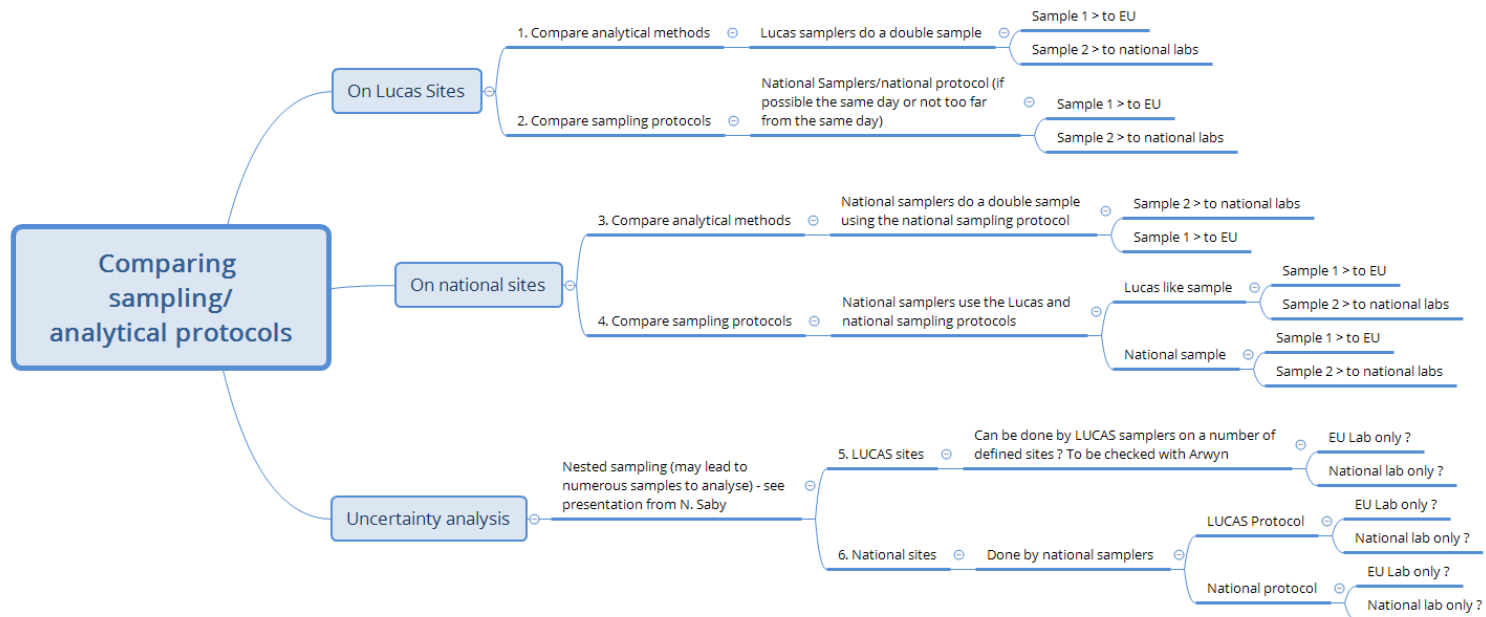 Comparing
sampling/
analytical protocols
On Lucas Sites
1. Compare analytical methods
Lucas samplers do a double sample
Sample 1 > to EU
Sample 2 > to national labs
2. Compare sampling protocols
National Samplers/national protocol (if
possible the same day or not too far
from the same day)
Sample 1 > to EU
Sample 2 > to national labs
On national sites
3. Compare analytical methods
National samplers do a double sample
using the national sampling protocol
Sample 2 > to national labs
Sample 1 > to EU
4. Compare sampling protocols
National samplers use the Lucas and
national sampling protocols
Lucas like sample
Sample 1 > to EU
Sample 2 > to national labs
National sample
Sample 1 > to EU
Sample 2 > to national labs
Uncertainty analysis
Nested sampling (may lead to
numerous samples to analyse) - see
presentation from N. Saby
5. LUCAS sites
Can be done by LUCAS samplers on a number of
defined sites ? To be checked with Arwyn
EU Lab only ?
National lab only ?
6. National sites
Done by national samplers
LUCAS Protocol
EU Lab only ?
National lab only ?
National protocol
EU Lab only ?
National lab only ?